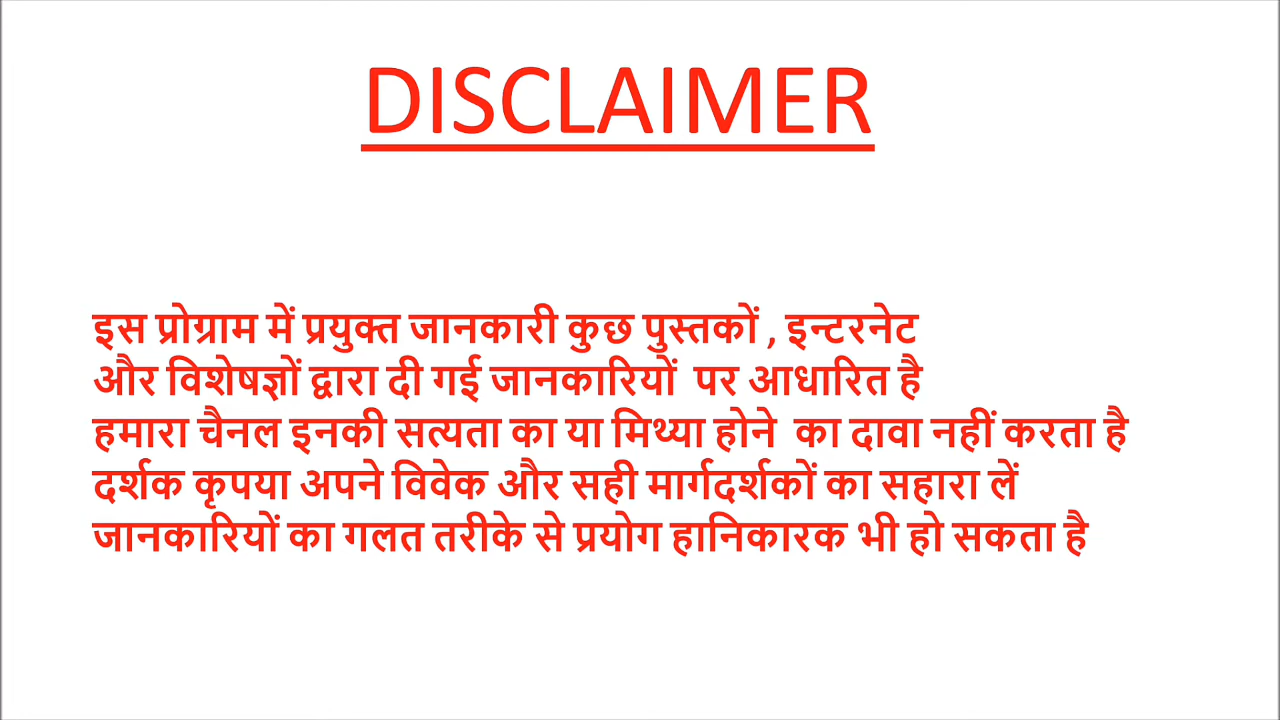 DISCLAIMER
इस प्रोग्राम में प्रयुक्त जानकारी कुछ पुस्तकों , इन्टरनेट
और विशेषज्ञों द्वारा दी गई जानकारियों पर आधारित है
हमारा चैनल इनकी सत्यता का या मिथ्या होने का दावा नहीं करता है
दर्शक कृपया अपने विवेक और सही मार्गदर्शकों का सहारा लें
जानकारियों का गलत तरीके से प्रयोग हानिकारक भी हो सकता है